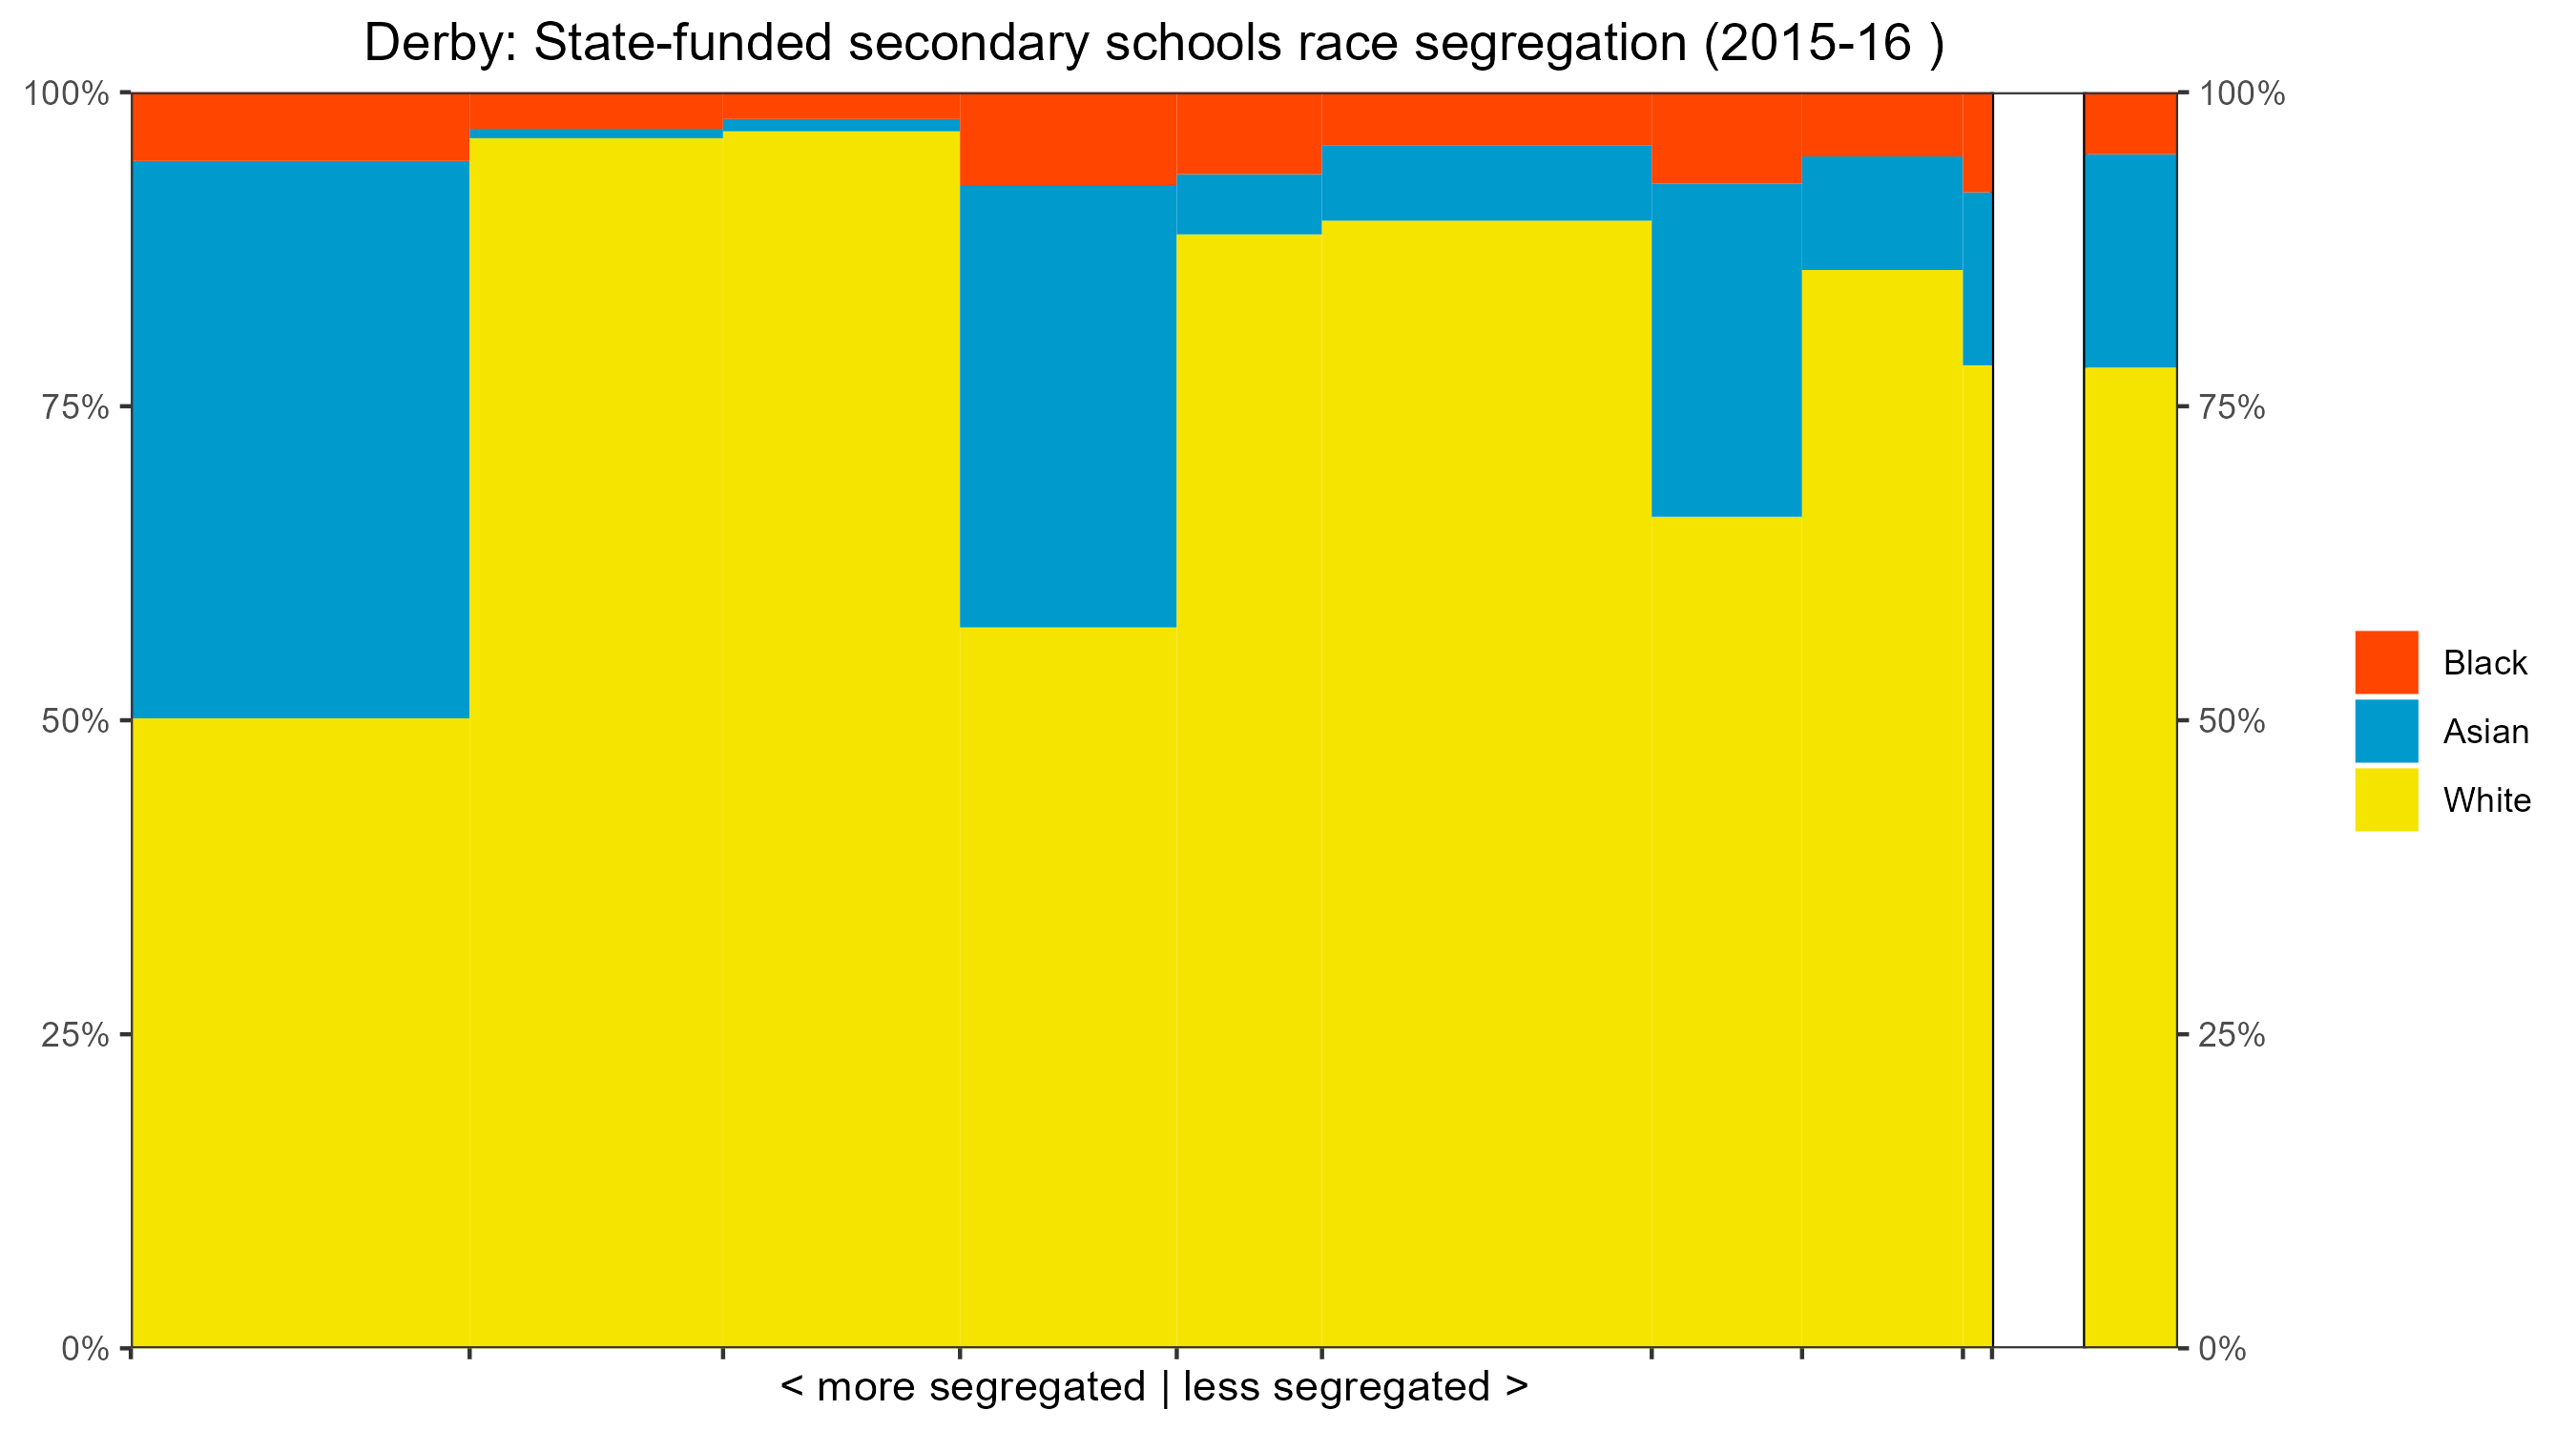 Derby: State-funded secondary schools race segregation (2015-16 )
100%
75%
50%
25%
0%
100%
75%
50%
25%
0%
Black
Asian
White
< more segregated | less segregated >